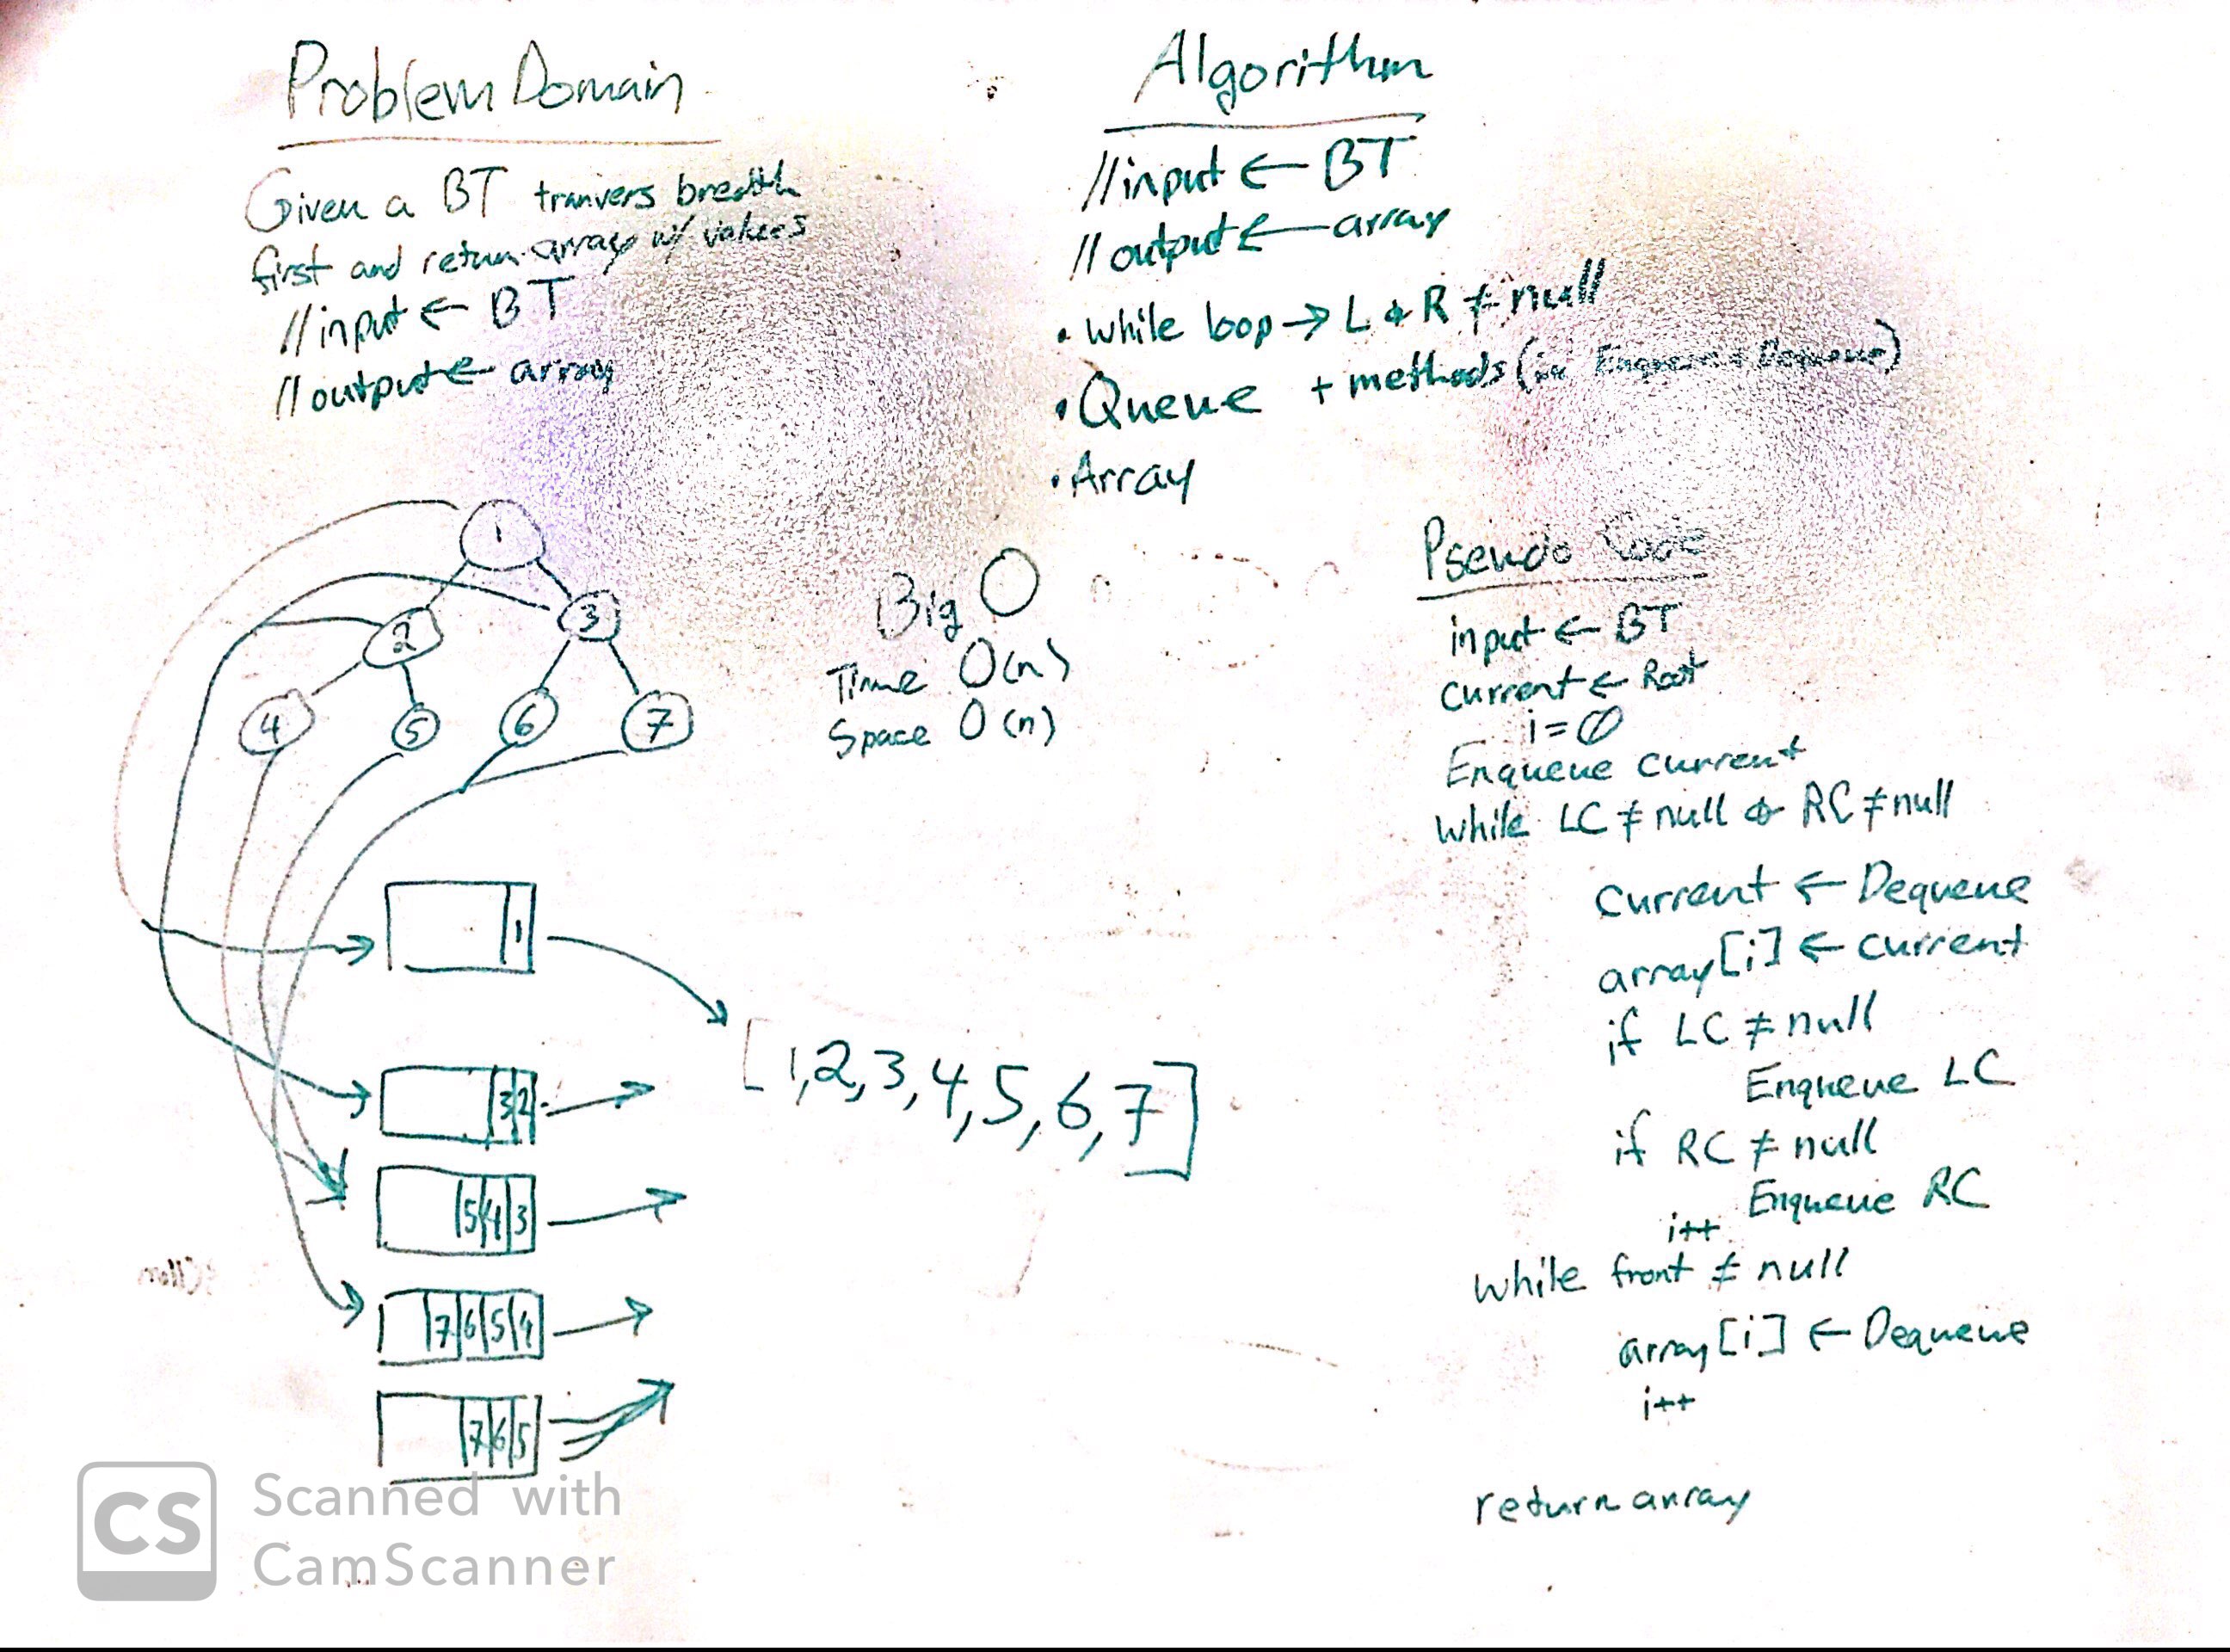 Problem Domain
Given a BT tranvers breath
first and return array w/ values
//input ← BT
//output ← array
1
2
3
4
5
6
7
Big O
Time O(n)
Space O(n)
1
3 2
5 4 3
7 6 5 4
7 6 5
[1,2,3,4,5,6,7]
Algorithm
//input ← BT
//output ← array
• while loop → L & R ≠ null
• Queue + methods ( Enqueue + Dequeue)
• Array
Pseudo Code
input ← BT
current ← Root
i = 0
Enqueue current
while LC ≠ null & RC ≠ null
current ← Dequeue
array[i] ← current
if LC ≠ null
Enqueue LC
if RC ≠ null
Enqueue RC
i++
while front ≠ null
array[i] ← Dequeue
i++
return array
CS
Scanned with
CamScanner